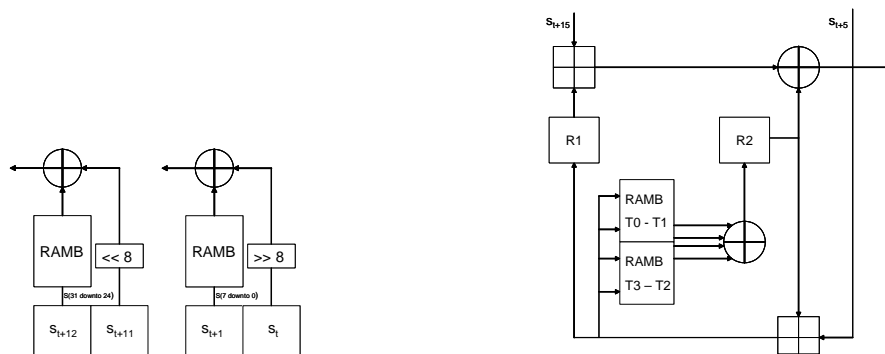 S_{t+15}
S_{t+5}
R1
R2
RAMB
T0 - T1
RAMB
T3 – T2
RAMB
<< 8
RAMB
>> 8
S(31 downto 24)
S(7 downto 0)
S_{t+12}
S_{t+11}
S_{t+1}
S_t